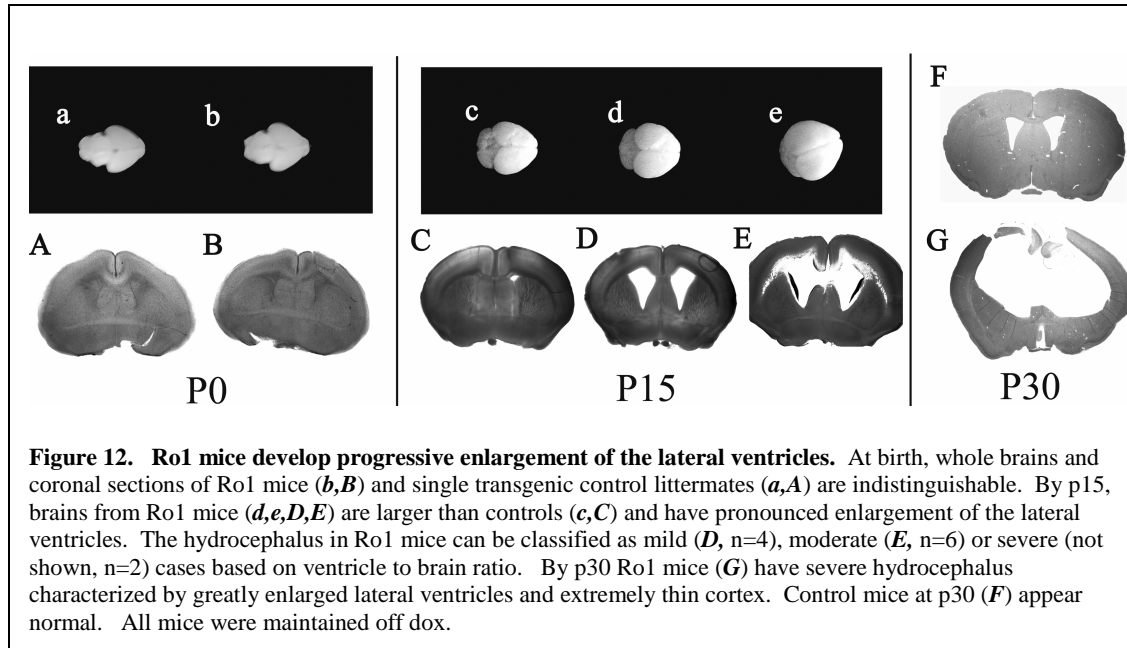 a b c d e F
A B C D E G
P0 P15 P30
Figure 12. Ro1 mice develop progressive enlargement of the lateral ventricles. At birth, whole brains and
coronal sections of Ro1 mice (b,B) and single transgenic control littermates (a,A) are indistinguishable. By p15,
brains from Ro1 mice (d,e,D,E) are larger than controls (c,C) and have pronounced enlargement of the lateral
ventricles. The hydrocephalus in Ro1 mice can be classified as mild (D, n=4), moderate (E, n=6) or severe (not
shown, n=2) cases based on ventricle to brain ratio. By p30 Ro1 mice (G) have severe hydrocephalus
characterized by greatly enlarged lateral ventricles and extremely thin cortex. Control mice at p30 (F) appear
normal. All mice were maintained off dox.